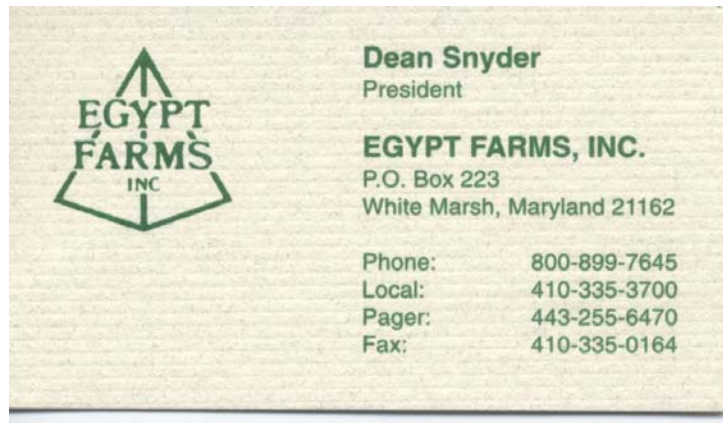 EGYPT
FARMS
INC
Dean Snyder
President
EGYPT FARMS, INC.
P.O. Box 223
White Marsh, Maryland 21162
Phone: 800-899-7645
Local: 410-335-3700
Pager: 443-255-6470
Fax: 410-335-0164